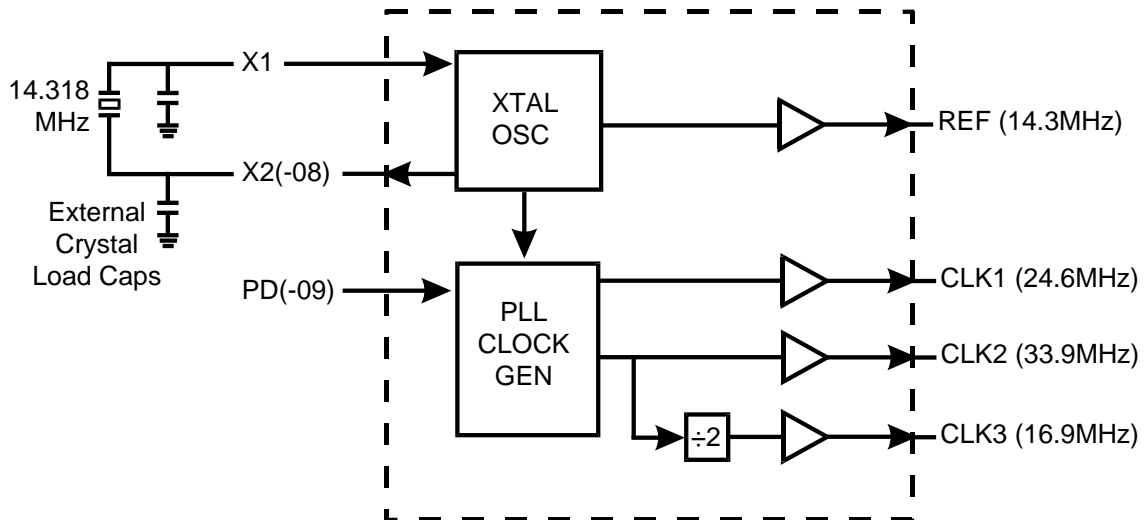 14.318
MHz
X1
XTAL
OSC
REF (14.3MHz)
X2(-08)
External
Crystal
Load Caps
PD(-09)
PLL
CLOCK
GEN
CLK1 (24.6MHz)
CLK2 (33.9MHz)
÷2
CLK3 (16.9MHz)